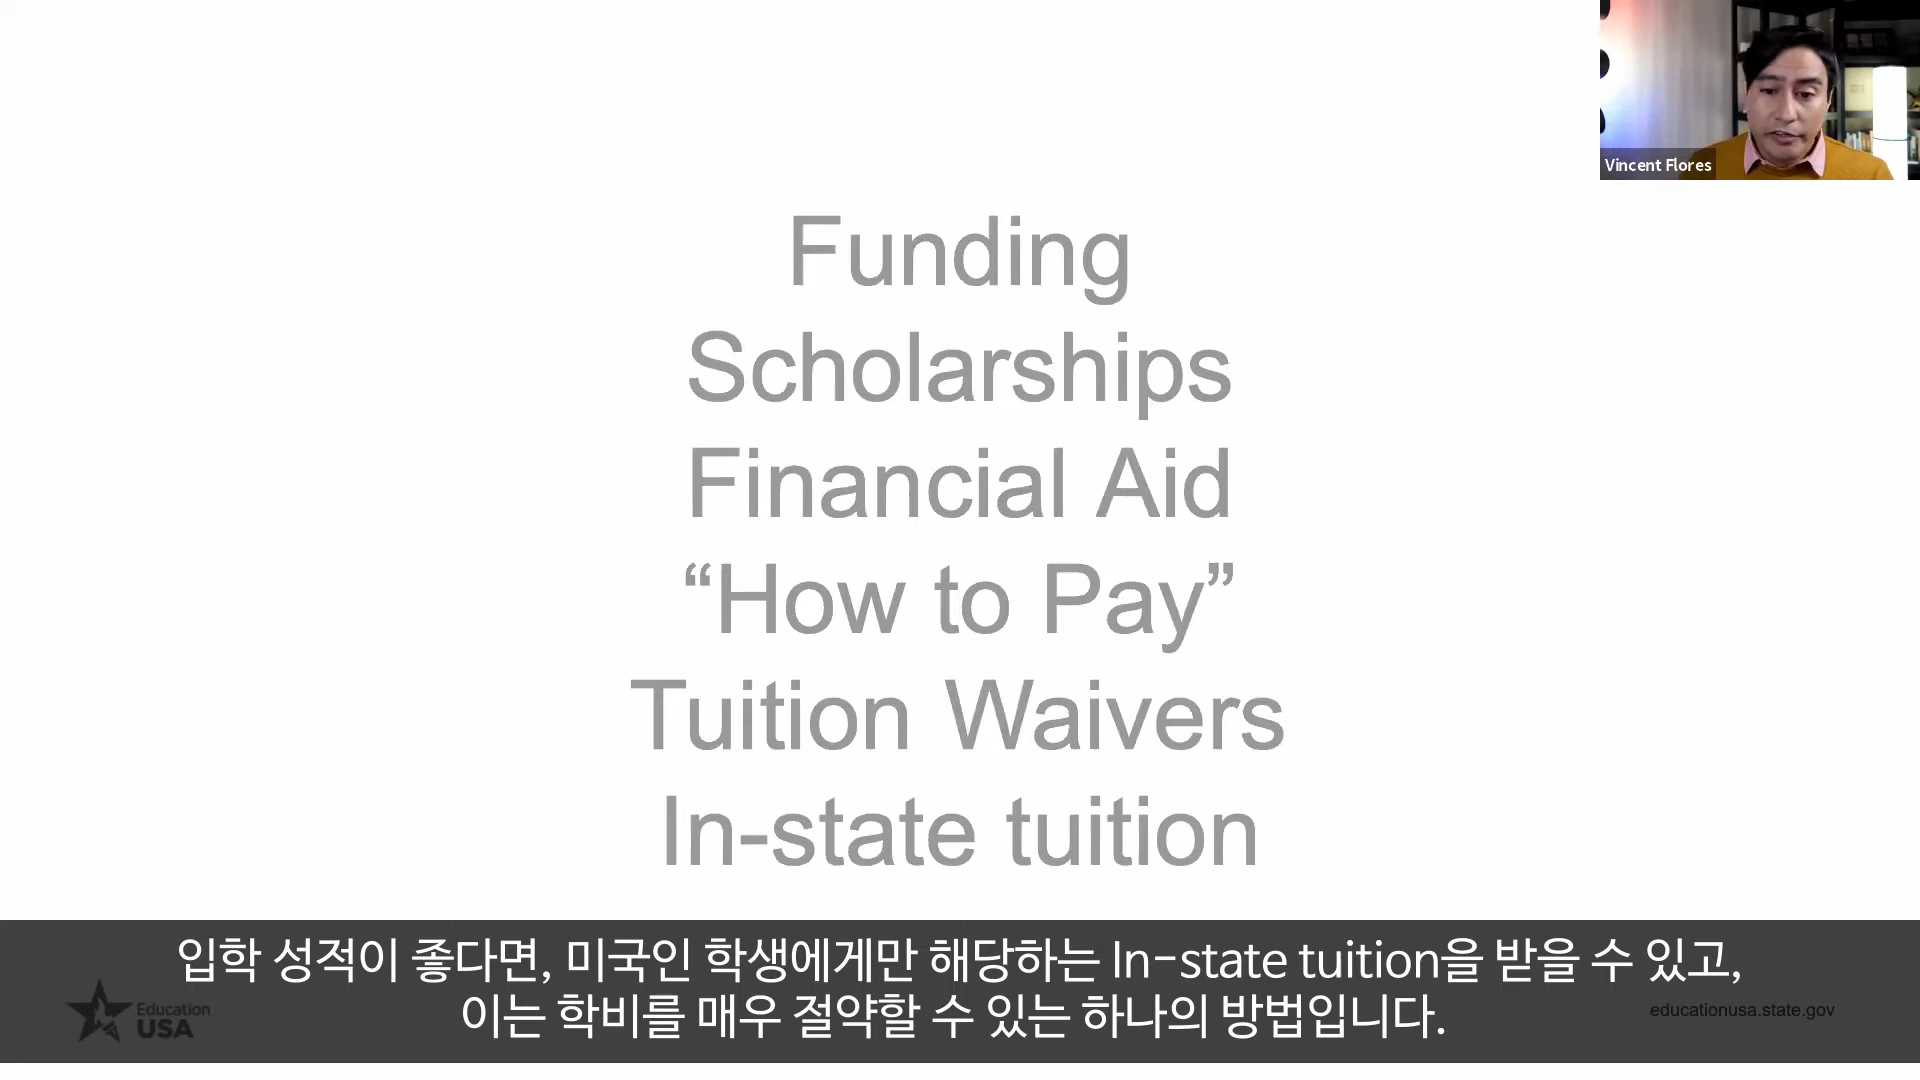 Vincent Flores
Funding
Scholarships
Financial Aid
“How to Pay”
Tuition Waivers
In-state tuition
입학 성적이 좋다면, 미국인 학생에게만 해당하는 In-state tuition을 받을 수 있고,
이는 학비를 매우 절약할 수 있는 하나의 방법입니다.
Education
USA
educationusa.state.gov